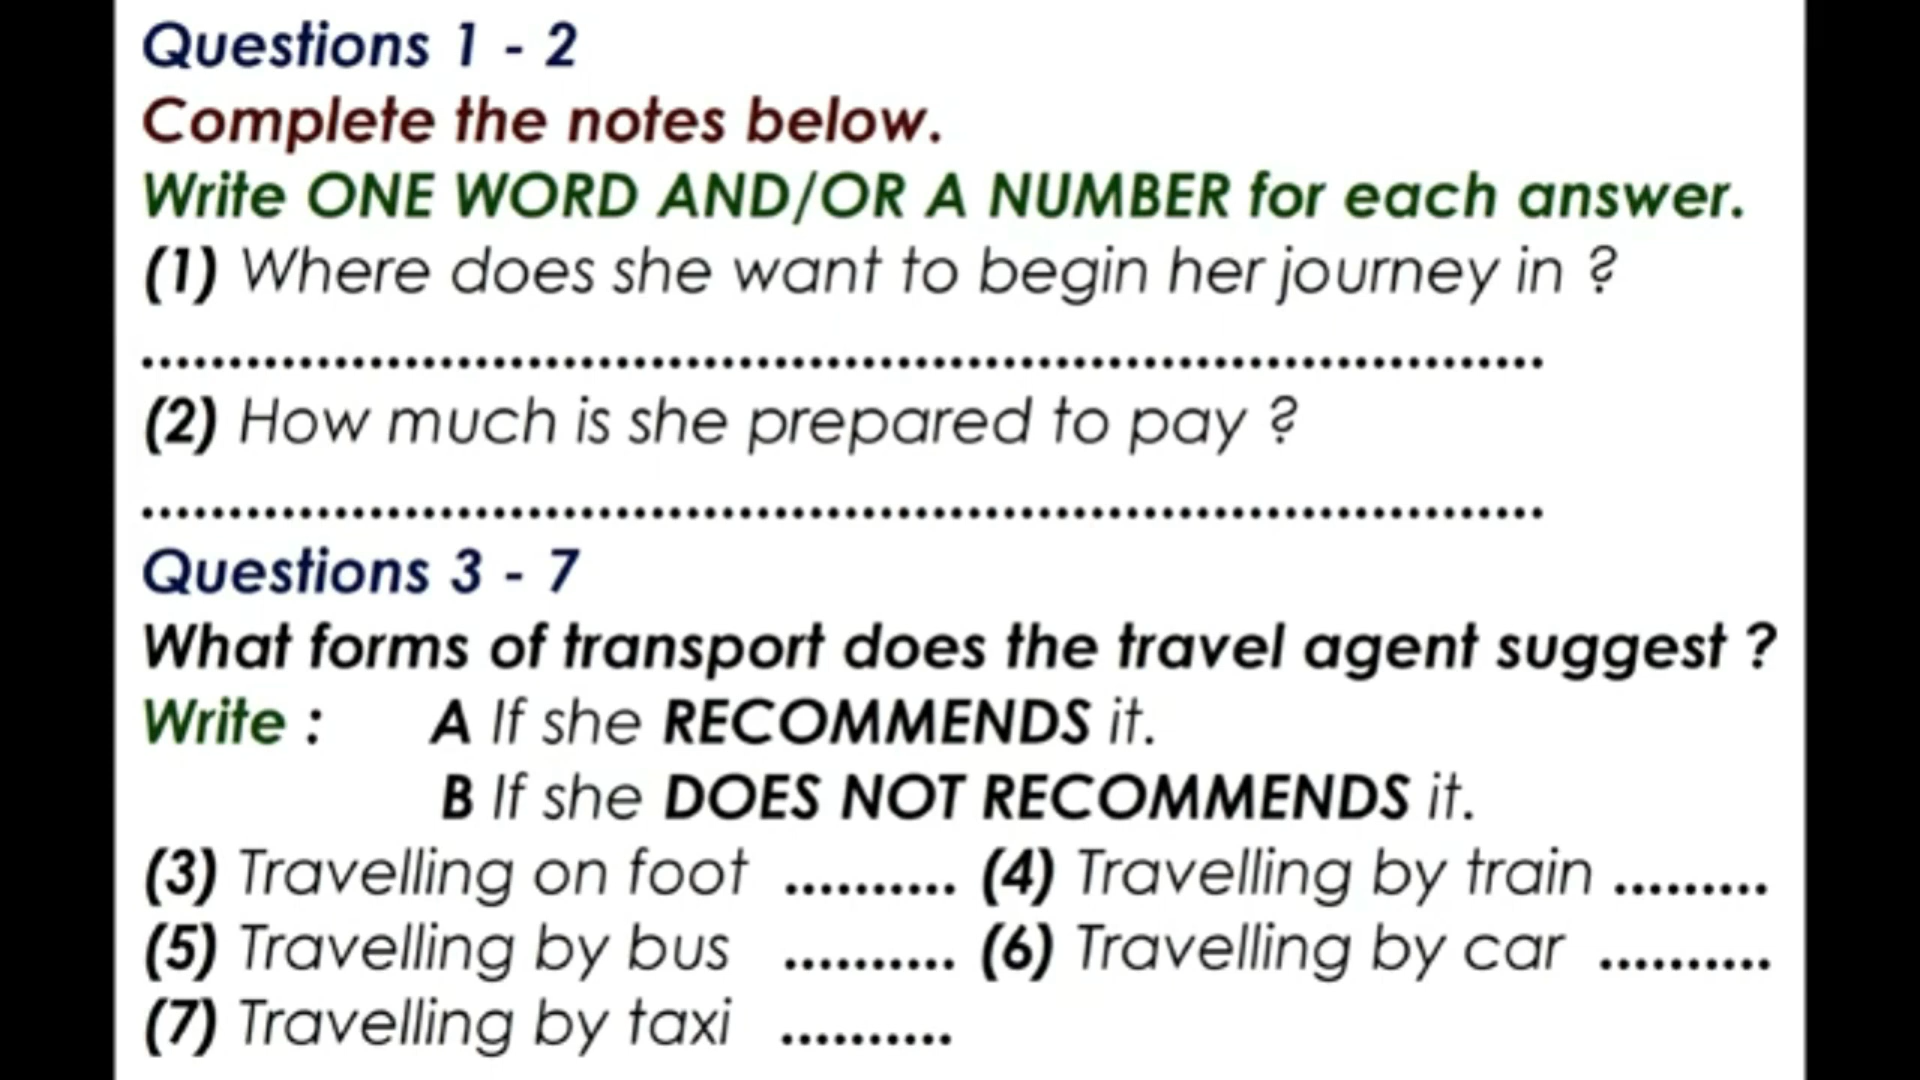 Questions 1 - 2
Complete the notes below.
Write ONE WORD AND/OR A NUMBER for each answer.
(1) Where does she want to begin her journey in ?
................................................................................
(2) How much is she prepared to pay ?
................................................................................
Questions 3 - 7
What forms of transport does the travel agent suggest ?
Write : A If she RECOMMENDS it.
B If she DOES NOT RECOMMENDS it.
(3) Travelling on foot .......... (4) Travelling by train .........
(5) Travelling by bus .......... (6) Travelling by car ..........
(7) Travelling by taxi ..........